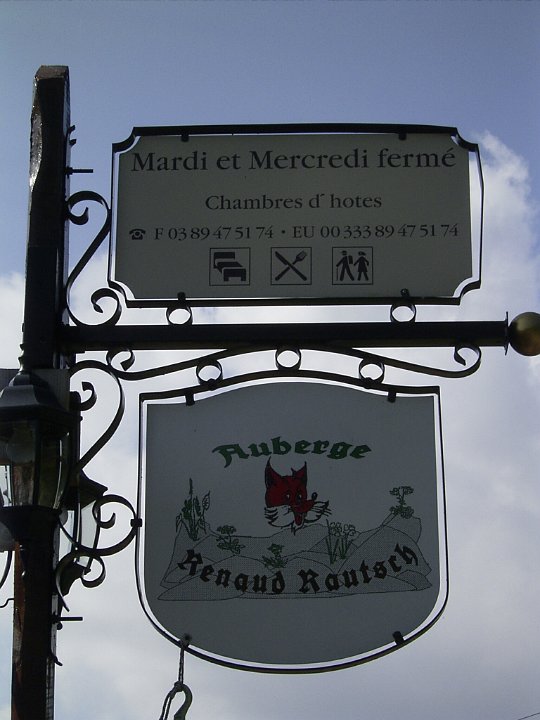 Mardi et Mercredi fermé
Chambres d' hotes
☎ F 03 89 47 51 74 · EU 00 333 89 47 51 74
Auberge
Renaud Rautsch